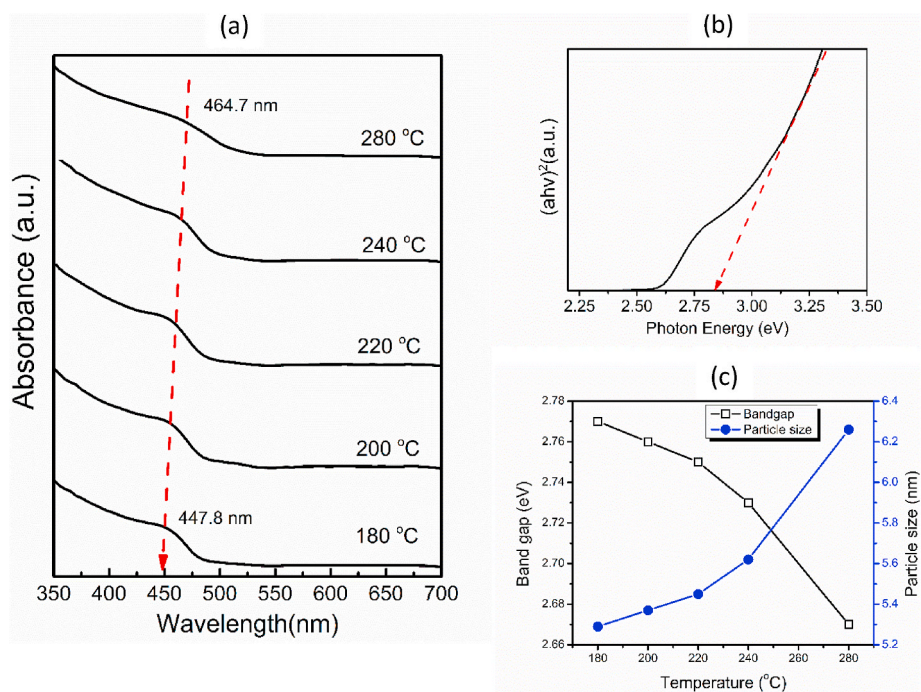 (a)
464.7 nm
280 °C
240 °C
220 °C
200 °C
447.8 nm
180 °C
Absorbance (a.u.)
350 400 450 500 550 600 650 700
Wavelength(nm)
(b)
(ahv)²(a.u.)
2.25 2.50 2.75 3.00 3.25 3.50
Photon Energy (eV)
(c)
Bandgap
Particle size
2.78
2.76
2.74
2.72
2.70
2.68
2.66
Band gap (eV)
6.4
6.2
6.0
5.8
5.6
5.4
5.2
Particle size (nm)
180 200 220 240 260 280
Temperature (°C)